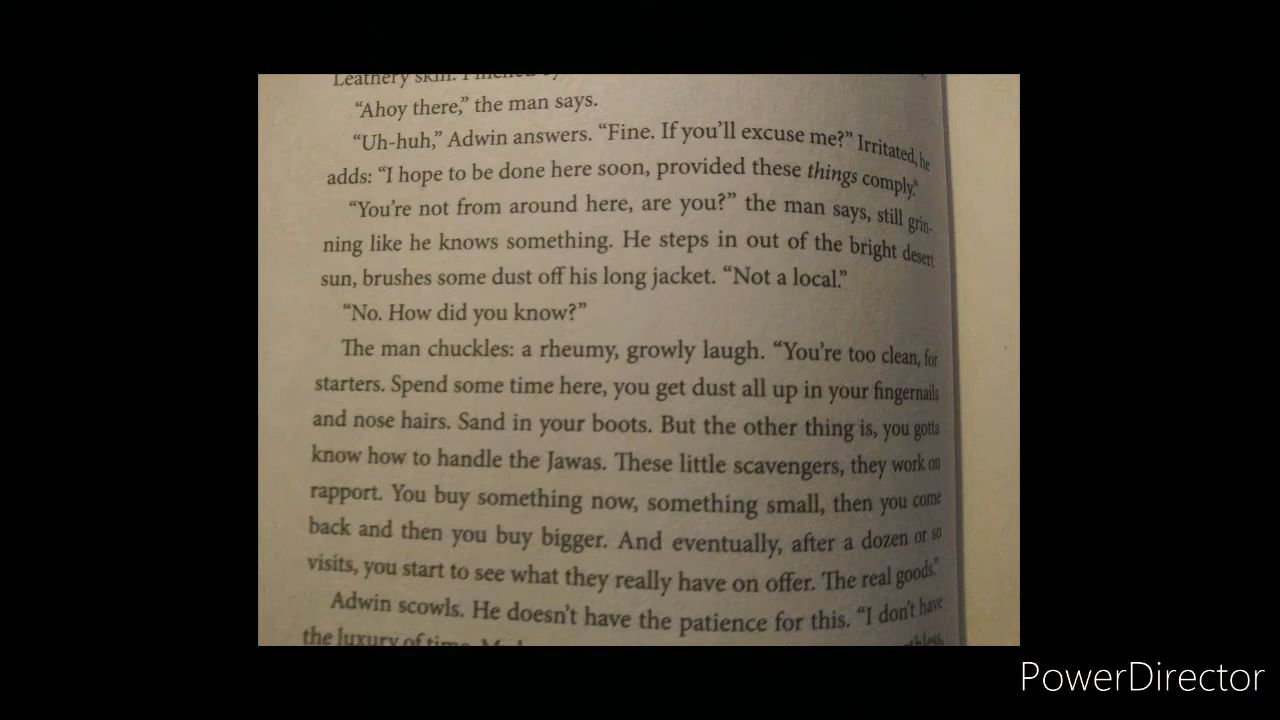 Leathery skin.
“Ahoy there,” the man says.
“Uh-huh,” Adwin answers. “Fine. If you’ll excuse me?” Irritated, he
adds: “I hope to be done here soon, provided these things comply.”
“You’re not from around here, are you?” the man says, still grin-
ning like he knows something. He steps in out of the bright desert
sun, brushes some dust off his long jacket. “Not a local.”
“No. How did you know?”
The man chuckles: a rheumy, growly laugh. “You’re too clean, for
starters. Spend some time here, you get dust all up in your fingernails
and nose hairs. Sand in your boots. But the other thing is, you gotta
know how to handle the Jawas. These little scavengers, they work on
rapport. You buy something now, something small, then you come
back and then you buy bigger. And eventually, after a dozen or so
visits, you start to see what they really have on offer. The real goods.”
Adwin scowls. He doesn’t have the patience for this. “I don’t have
the luxury of time.
PowerDirector